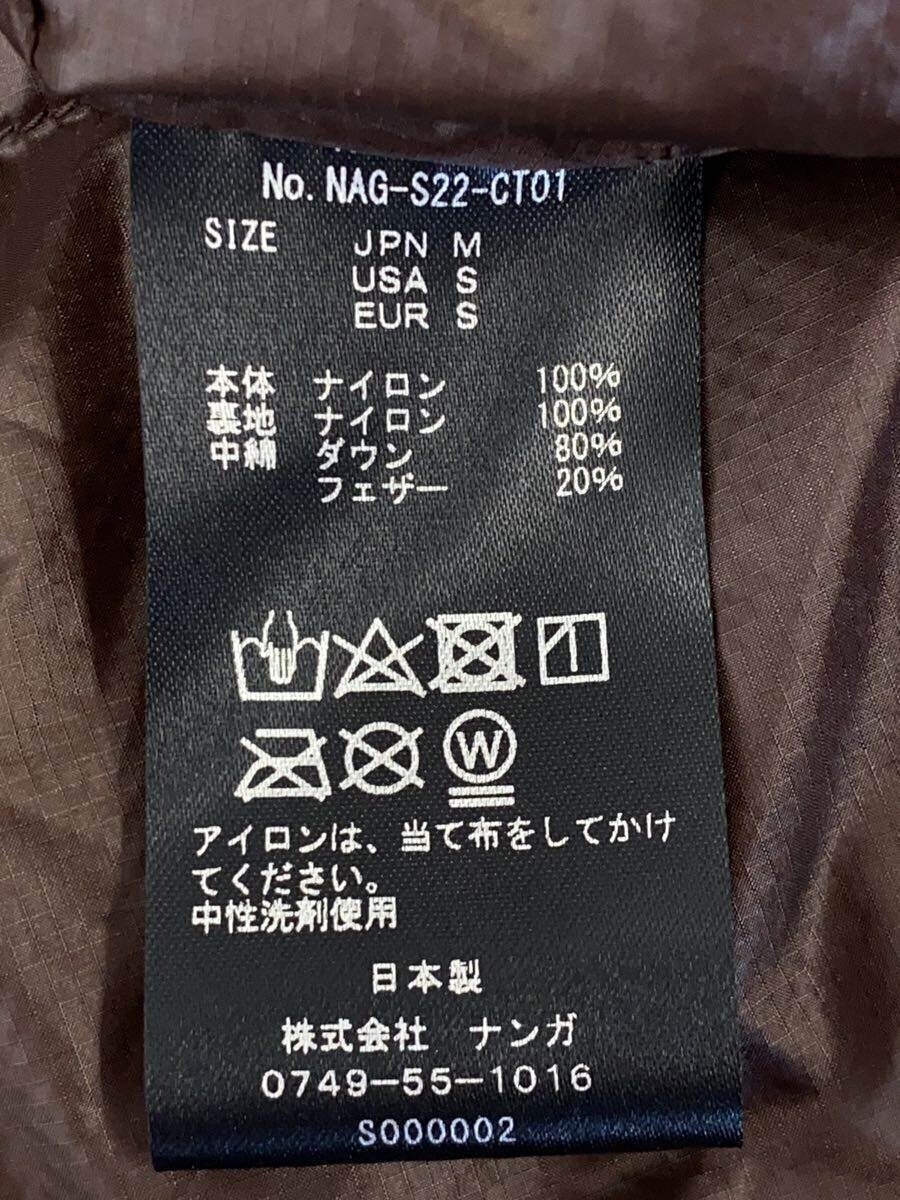 No. NAG-S22-CT01
SIZE JPN M
USA S
EUR S
本体 ナイロン 100%
裏地 ナイロン 100%
中綿 ダウン 80%
フェザー 20%
W
アイロンは、当て布をしてかけ
てください。
中性洗剤使用
日本製
株式会社 ナンガ
0749-55-1016
S000002